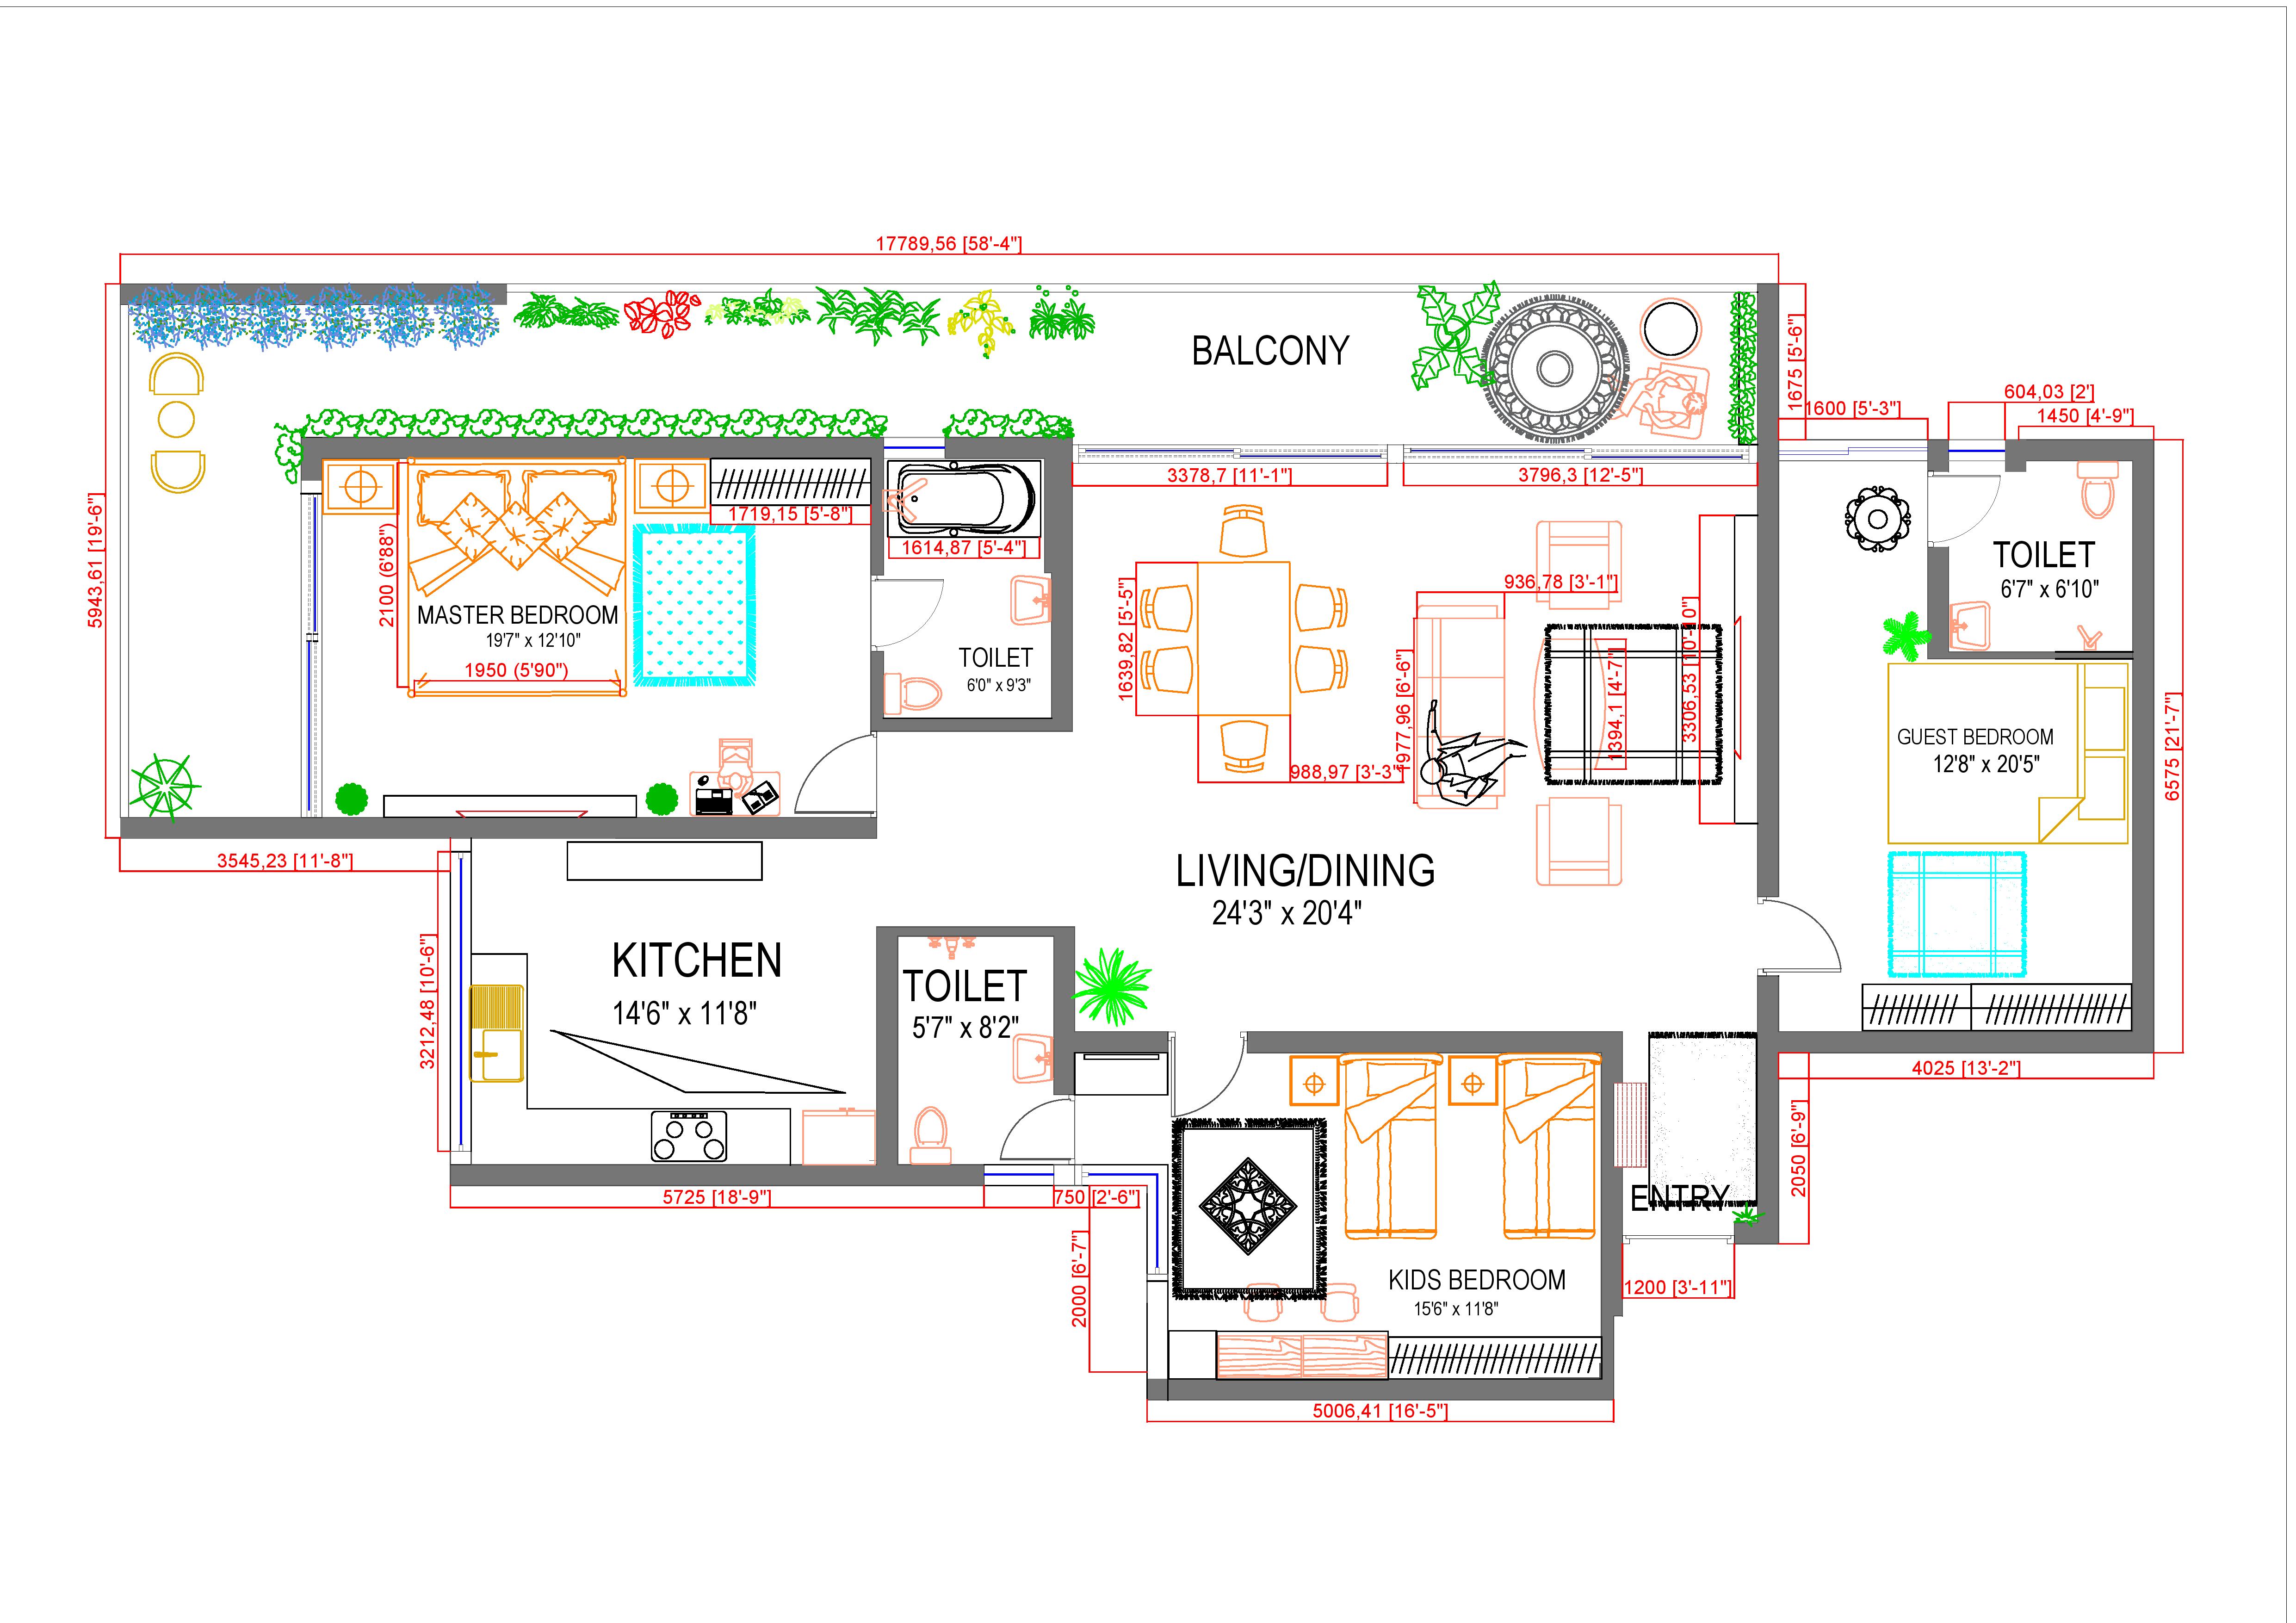 17789,56 [58'-4"]
BALCONY
1675 [5'-6"]
604,03 [2']
1600 [5'-3"]
1450 [4'-9"]
3378,7 [11'-1"]
3796,3 [12'-5"]
5943,61 [19'-6"]
1719,15 [5'-8"]
2100 (6'88")
1614,87 [5'-4"]
MASTER BEDROOM
19'7" x 12'10"
1950 (5'90")
TOILET
6'0" x 9'3"
1639,82 [5'-5"]
988,97 [3'-3"]
936,78 [3'-1"]
1977,96 [6'-6"]
1394,1 [4'-7"]
3306,53 [10'-10"]
TOILET
6'7" x 6'10"
GUEST BEDROOM
12'8" x 20'5"
6575 [21'-7"]
3545,23 [11'-8"]
LIVING/DINING
24'3" x 20'4"
3212,48 [10'-6"]
KITCHEN
14'6" x 11'8"
TOILET
5'7" x 8'2"
4025 [13'-2"]
2050 [6'-9"]
5725 [18'-9"]
750 [2'-6"]
ENTRY
2000 [6'-7"]
KIDS BEDROOM
15'6" x 11'8"
1200 [3'-11"]
5006,41 [16'-5"]